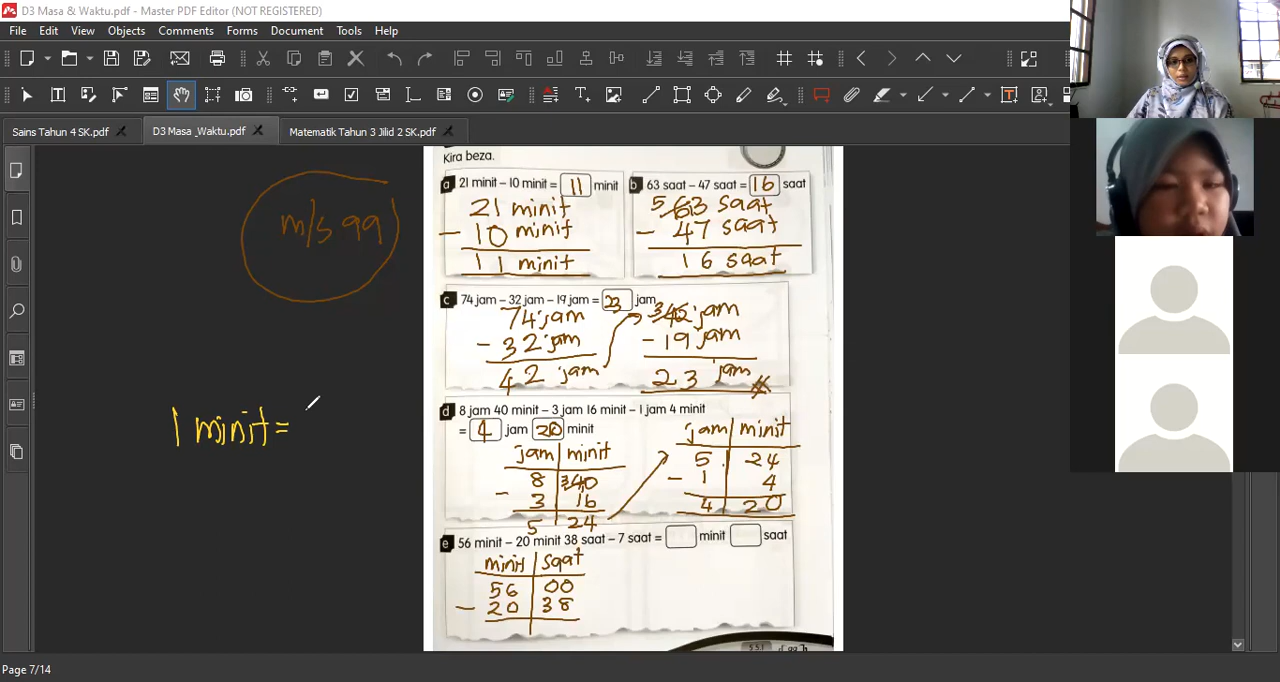 D3 Masa & Waktu.pdf - Master PDF Editor (NOT REGISTERED)
File Edit View Objects Comments Forms Document Tools Help
Sains Tahun 4 SK.pdf D3 Masa _Waktu.pdf Matematik Tahun 3 Jilid 2 SK.pdf
m/s 99
1 minit =
Kira beza.
a 21 minit – 10 minit = 11 minit
21 minit
- 10 minit
11 minit
b 63 saat – 47 saat = 16 saat
5 63 saat
- 47 saat
16 saat
c 74 jam – 32 jam – 19 jam = 23 jam
74 jam
- 32 jam
42 jam
3 42 jam
- 19 jam
23 jam
d 8 jam 40 minit – 3 jam 16 minit – 1 jam 4 minit
= 4 jam 20 minit
jam minit
8 3 40
- 3 16
5 24
jam minit
5 24
- 1 4
4 20
e 56 minit – 20 minit 38 saat – 7 saat = minit saat
minit saat
56 00
- 20 38
Page 7/14